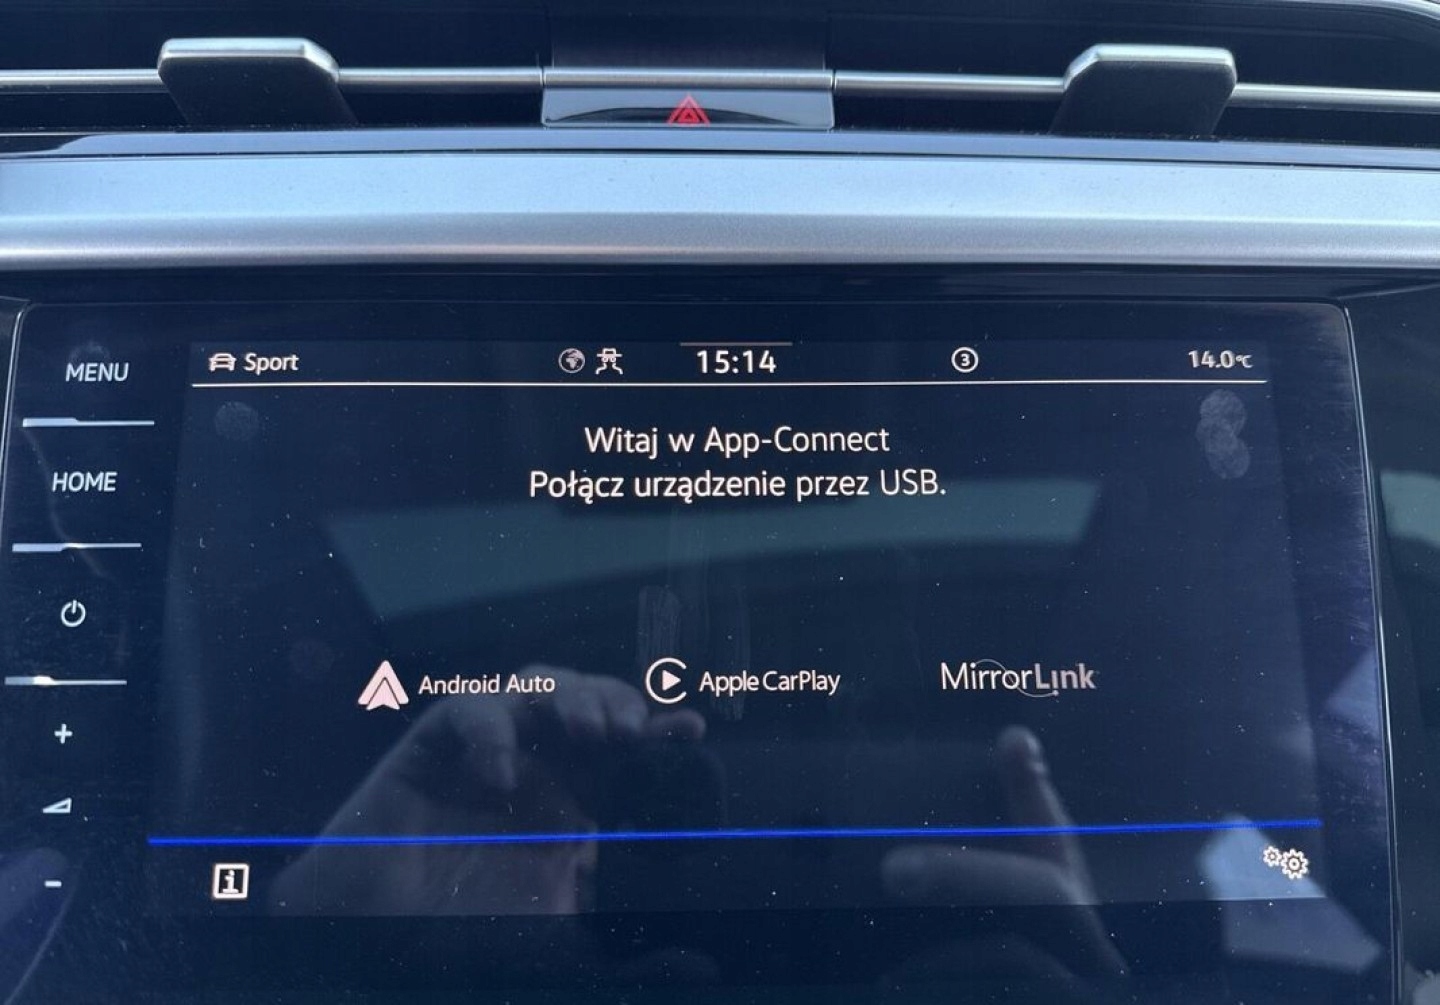 MENU
Sport
15:14
3
14.0°C
Witaj w App-Connect
Połącz urządzenie przez USB.
HOME
Android Auto
Apple CarPlay
MirrorLink
+
-
i